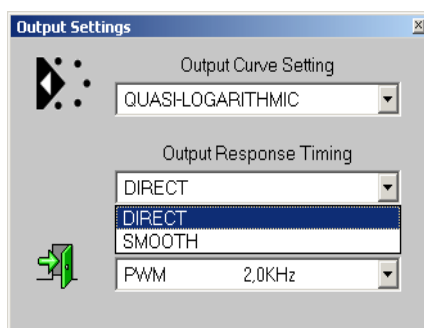 Output Settings
Output Curve Setting
QUASI-LOGARITHMIC
Output Response Timing
DIRECT
DIRECT
SMOOTH
PWM 2,0KHz